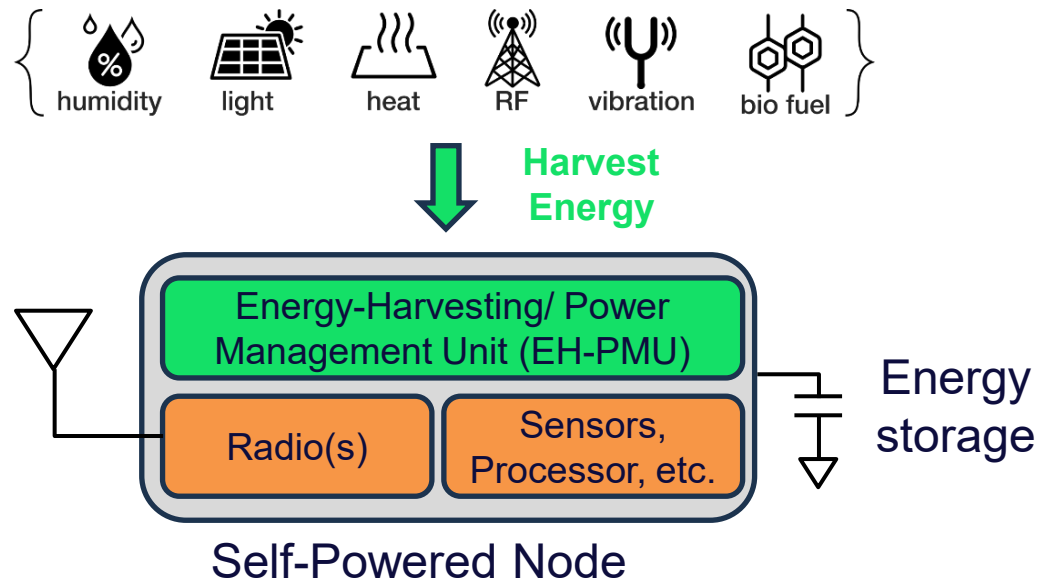 %
humidity
light
heat
RF
vibration
bio fuel
Harvest
Energy
Energy-Harvesting/ Power
Management Unit (EH-PMU)
Radio(s)
Sensors,
Processor, etc.
Energy
storage
Self-Powered Node